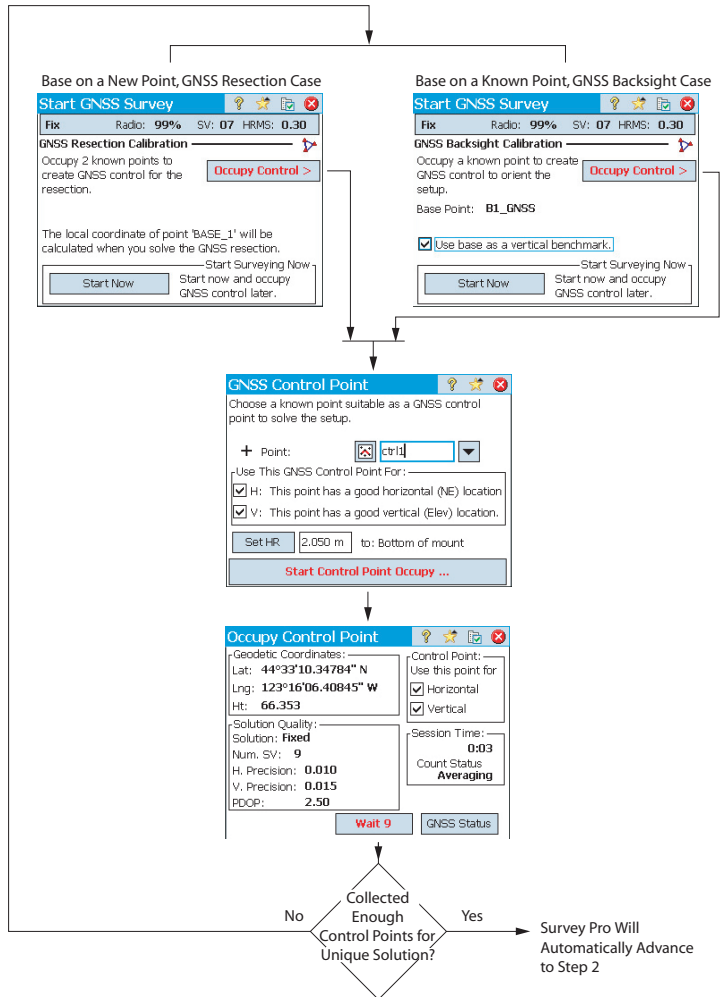 Base on a New Point, GNSS Resection Case
Start GNSS Survey
Fix Radio: 99% SV: 07 HRMS: 0.30
GNSS Resection Calibration
Occupy 2 known points to
create GNSS control for the
resection.
Occupy Control >
The local coordinate of point 'BASE_1' will be
calculated when you solve the GNSS resection.
Start Surveying Now
Start Now
Start now and occupy
GNSS control later.
Base on a Known Point, GNSS Backsight Case
Start GNSS Survey
Fix Radio: 99% SV: 07 HRMS: 0.30
GNSS Backsight Calibration
Occupy a known point to create
GNSS control to orient the
setup.
Occupy Control >
Base Point: B1_GNSS
Use base as a vertical benchmark.
Start Surveying Now
Start Now
Start now and occupy
GNSS control later.
GNSS Control Point
Choose a known point suitable as a GNSS control
point to solve the setup.
Point: ctrl1
Use This GNSS Control Point For:
H: This point has a good horizontal (NE) location
V: This point has a good vertical (Elev) location.
Set HR 2.050 m to: Bottom of mount
Start Control Point Occupy ...
Occupy Control Point
Geodetic Coordinates:
Lat: 44°33'10.34784" N
Lng: 123°16'06.40845" W
Ht: 66.353
Control Point:
Use this point for
Horizontal
Vertical
Solution Quality:
Solution: Fixed
Num. SV: 9
H. Precision: 0.010
V. Precision: 0.015
PDOP: 2.50
Session Time:
0:03
Count Status
Averaging
Wait 9
GNSS Status
Collected
Enough
Control Points for
Unique Solution?
No
Yes
Survey Pro Will
Automatically Advance
to Step 2